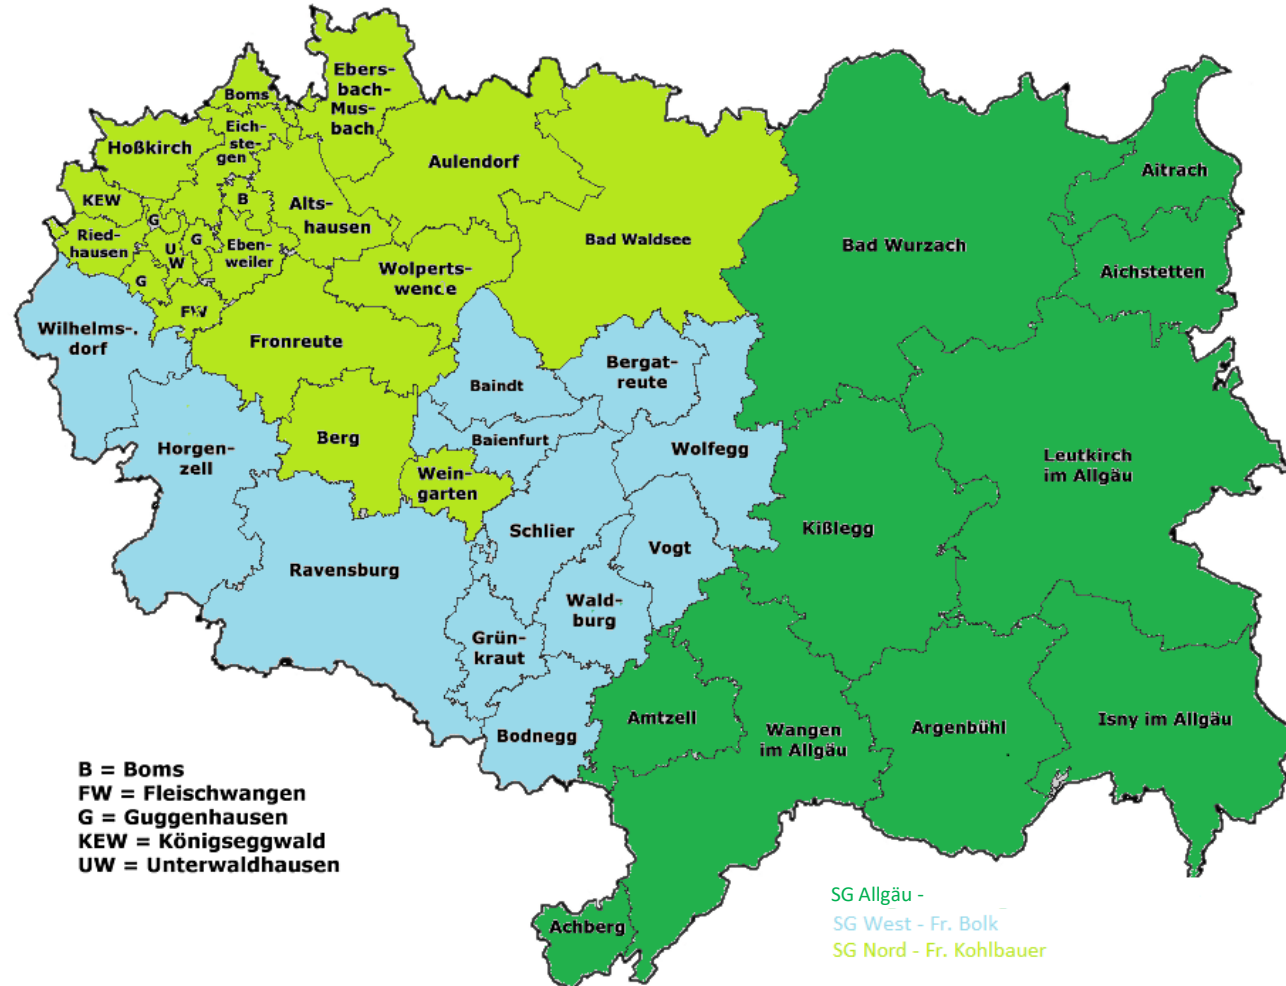 Ebers-
bach-
Mus-
bach
Boms
Eich-
ste-
gen
Hoßkirch
Aulendorf
Aitrach
KEW
B
Alts-
hausen
G
Ried-
hausen
U
W
G
Eben-
weiler
Bad Waldsee
Bad Wurzach
Aichstetten
G
Wolperts-
wende
FW
Wilhelms-
dorf
Fronreute
Bergat-
reute
Baindt
Berg
Baienfurt
Wolfegg
Horgen-
zell
Wein-
garten
Leutkirch
im Allgäu
Schlier
Kißlegg
Vogt
Ravensburg
Wald-
burg
Grün-
kraut
Amtzell
Bodnegg
Wangen
im Allgäu
Argenbühl
Isny im Allgäu
B = Boms
FW = Fleischwangen
G = Guggenhausen
KEW = Königseggwald
UW = Unterwaldhausen
Achberg
SG Allgäu -
SG West - Fr. Bolk
SG Nord - Fr. Kohlbauer